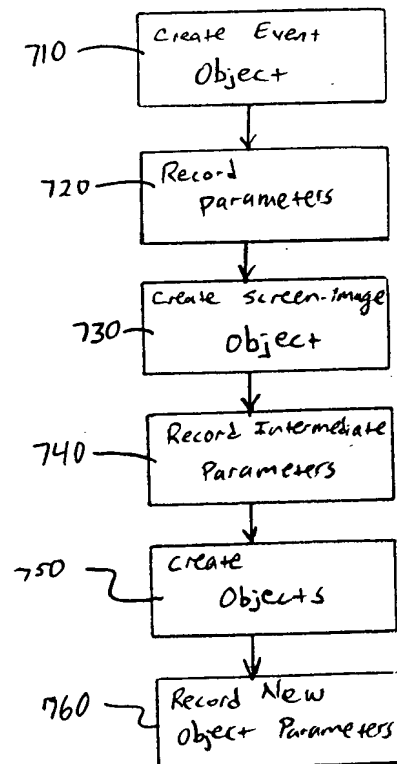 710
Create Event
Object
720
Record
Parameters
730
Create Screen-Image
Object
740
Record Intermediate
Parameters
750
Create
Objects
760
Record New
Object Parameters